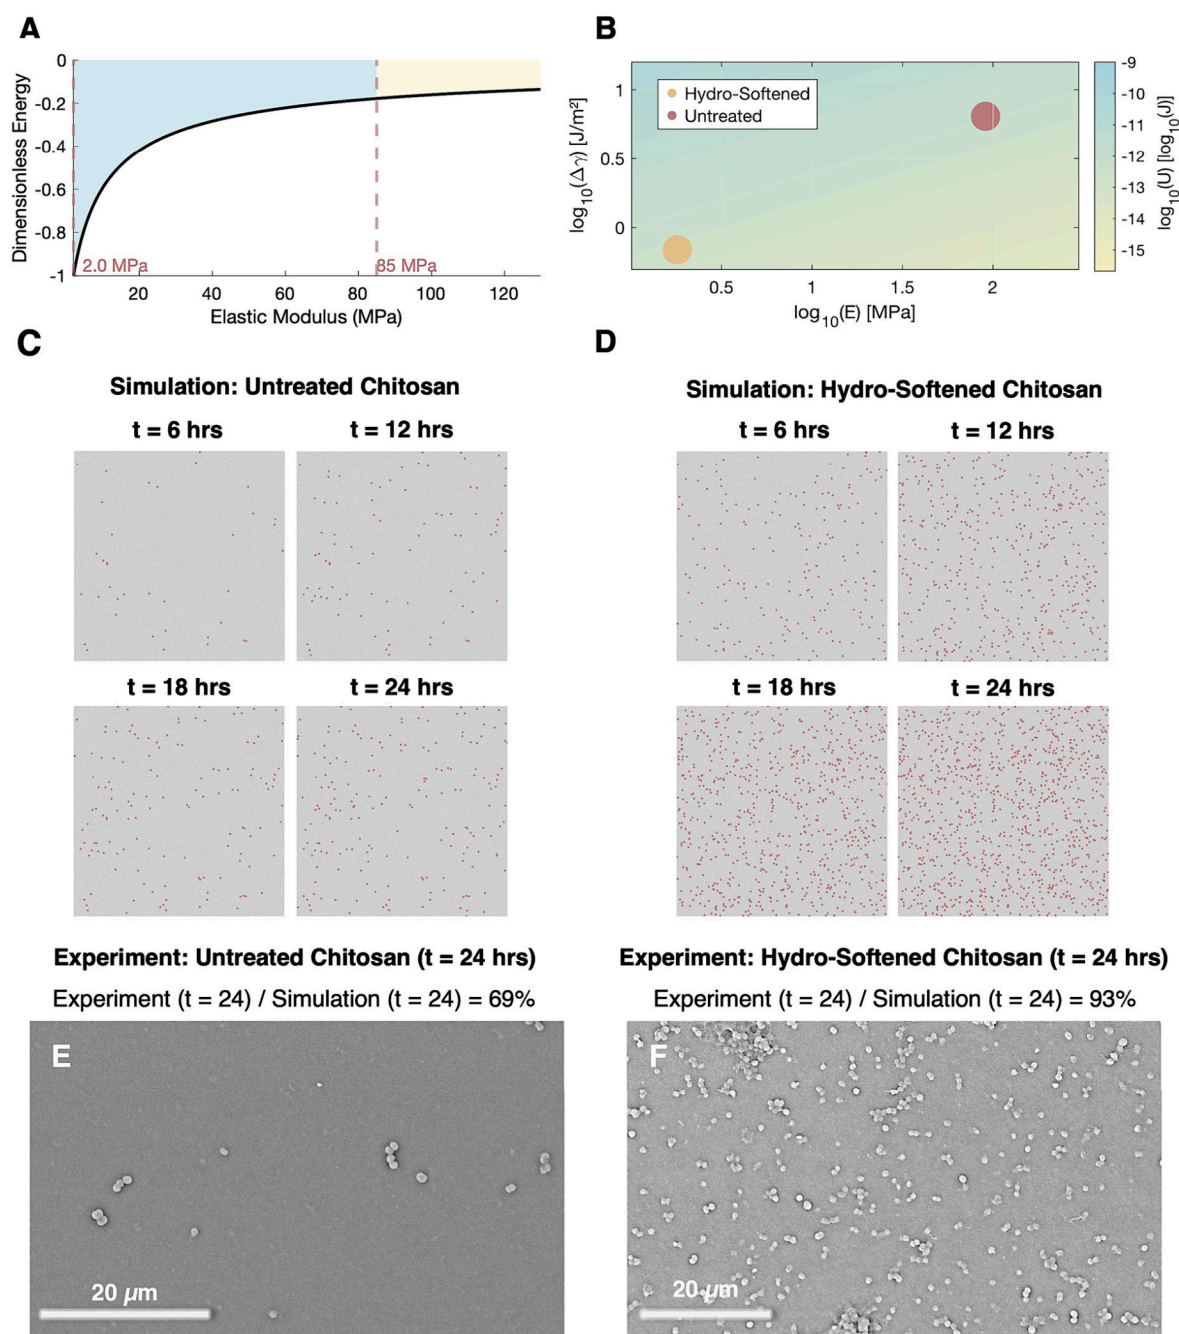 A
Dimensionless Energy
0
-0.2
-0.4
-0.6
-0.8
-1
2.0 MPa
85 MPa
20
40
60
80
100
120
Elastic Modulus (MPa)
B
log10(Δγ) [J/m²]
1
0.5
0
Hydro-Softened
Untreated
0.5
1
1.5
2
log10(E) [MPa]
-9
-10
-11
-12
-13
-14
-15
log10(U) [log10(J)]
C
Simulation: Untreated Chitosan
t = 6 hrs
t = 12 hrs
t = 18 hrs
t = 24 hrs
D
Simulation: Hydro-Softened Chitosan
t = 6 hrs
t = 12 hrs
t = 18 hrs
t = 24 hrs
Experiment: Untreated Chitosan (t = 24 hrs)
Experiment (t = 24) / Simulation (t = 24) = 69%
E
20 µm
Experiment: Hydro-Softened Chitosan (t = 24 hrs)
Experiment (t = 24) / Simulation (t = 24) = 93%
F
20 µm